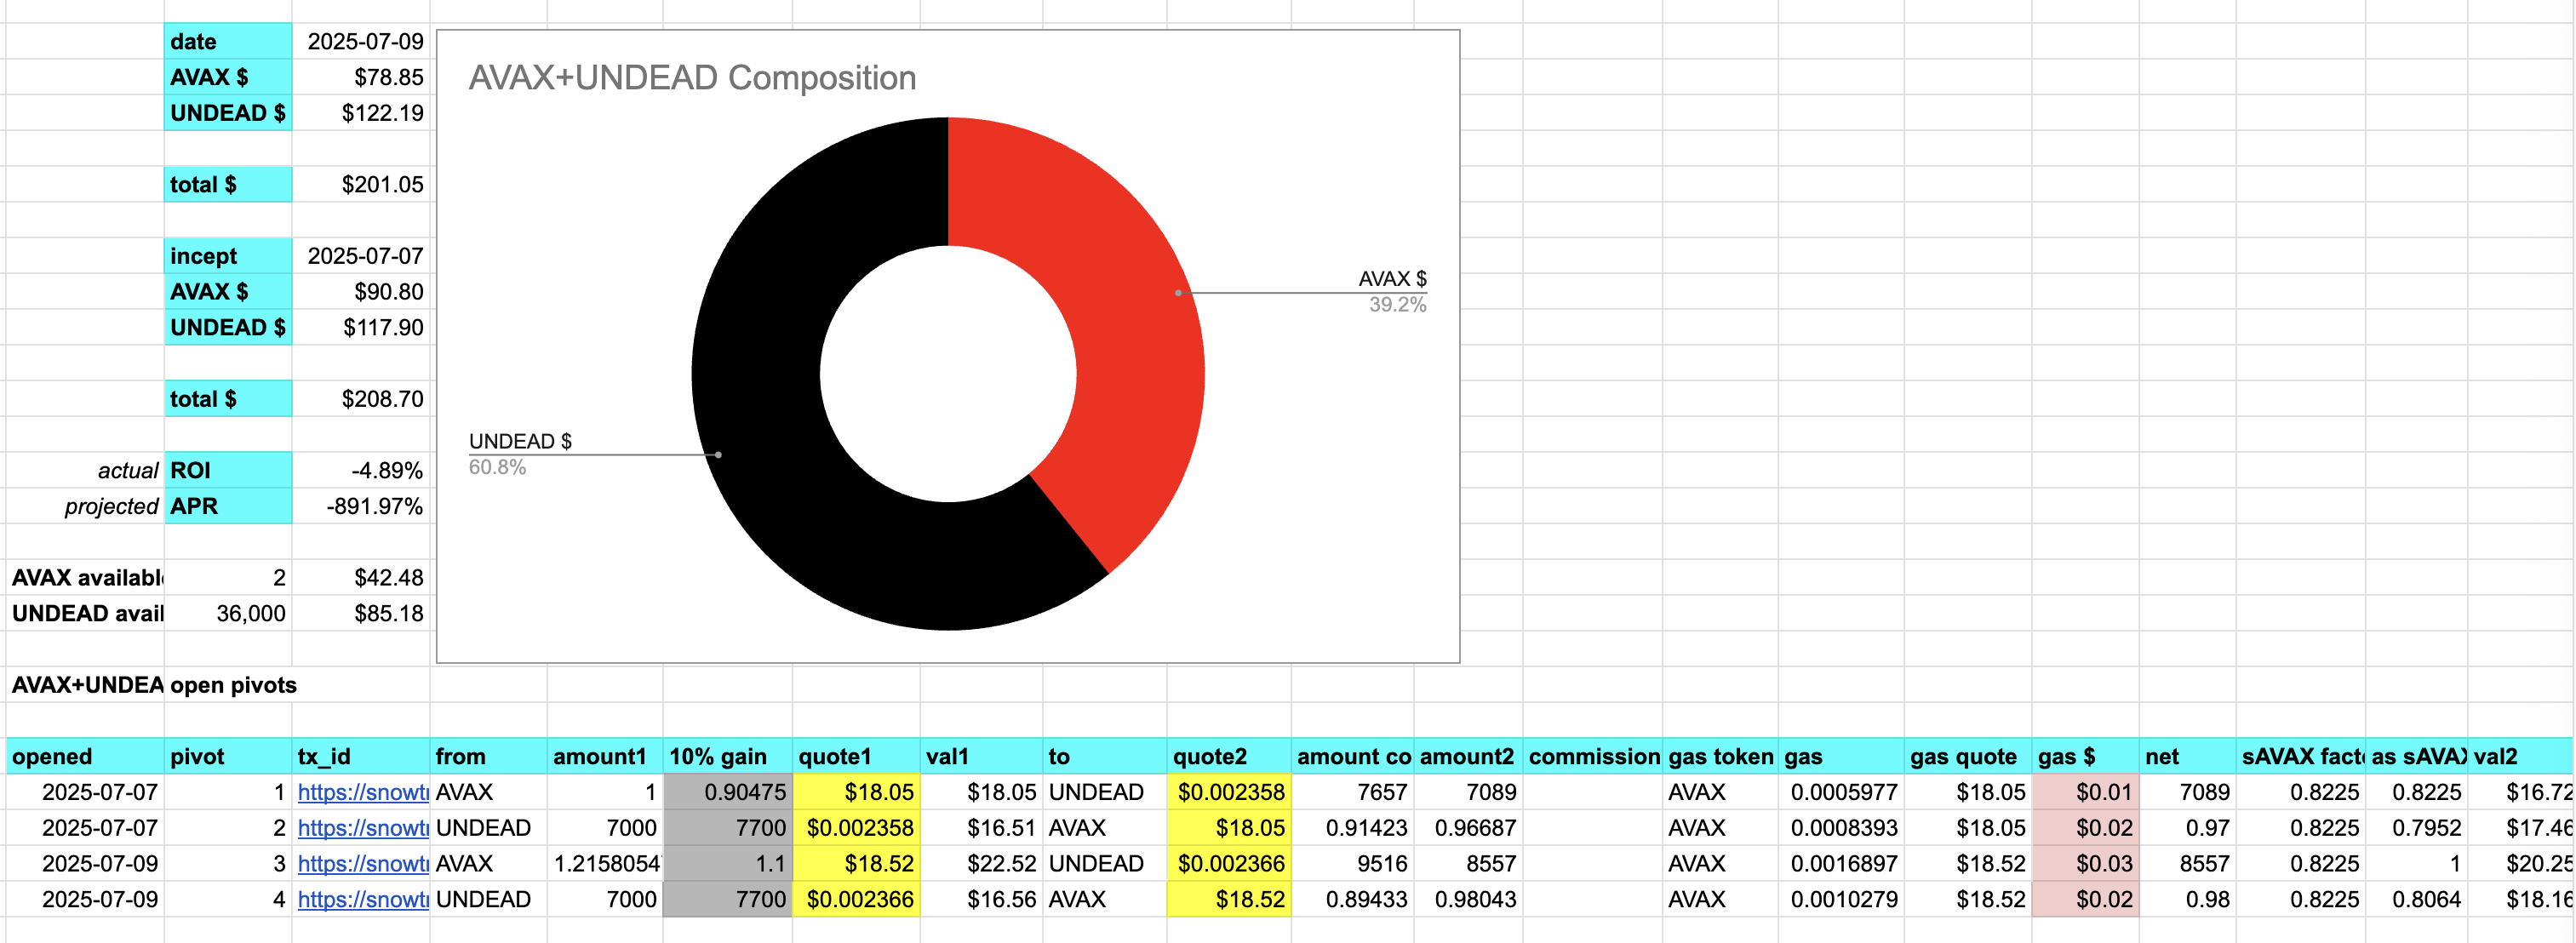 date 2025-07-09
AVAX $ $78.85
UNDEAD $ $122.19
total $ $201.05
incept 2025-07-07
AVAX $ $90.80
UNDEAD $ $117.90
total $ $208.70
actual ROI -4.89%
projected APR -891.97%
AVAX+UNDEAD Composition
AVAX $
39.2%
UNDEAD $
60.8%
AVAX availabl 2 $42.48
UNDEAD avail 36,000 $85.18
AVAX+UNDEA open pivots
opened pivot tx_id from amount1 10% gain quote1 val1 to quote2 amount co amount2 commission gas token gas gas quote gas $ net sAVAX facto as sAVAX val2
2025-07-07 1 https://snowtr AVAX 1 0.90475 $18.05 $18.05 UNDEAD $0.002358 7657 7089 AVAX 0.0005977 $18.05 $0.01 7089 0.8225 0.8225 $16.72
2025-07-07 2 https://snowtr UNDEAD 7000 7700 $0.002358 $16.51 AVAX $18.05 0.91423 0.96687 AVAX 0.0008393 $18.05 $0.02 0.97 0.8225 0.7952 $17.46
2025-07-09 3 https://snowtr AVAX 1.2158054 1.1 $18.52 $22.52 UNDEAD $0.002366 9516 8557 AVAX 0.0016897 $18.52 $0.03 8557 0.8225 1 $20.25
2025-07-09 4 https://snowtr UNDEAD 7000 7700 $0.002366 $16.56 AVAX $18.52 0.89433 0.98043 AVAX 0.0010279 $18.52 $0.02 0.98 0.8225 0.8064 $18.16